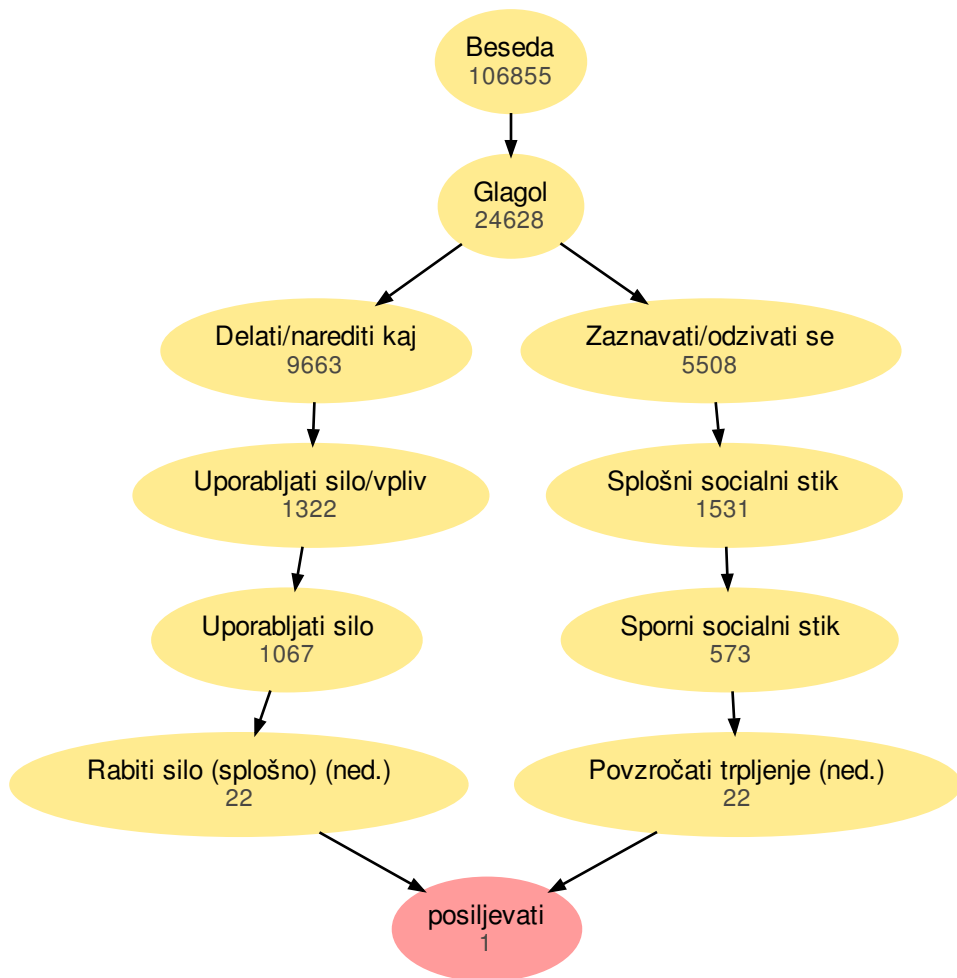 Beseda
106855
Glagol
24628
Delati/narediti kaj
9663
Zaznavati/odzivati se
5508
Uporabljati silo/vpliv
1322
Splošni socialni stik
1531
Uporabljati silo
1067
Sporni socialni stik
573
Rabiti silo (splošno) (ned.)
22
Povzročati trpljenje (ned.)
22
posiljevati
1